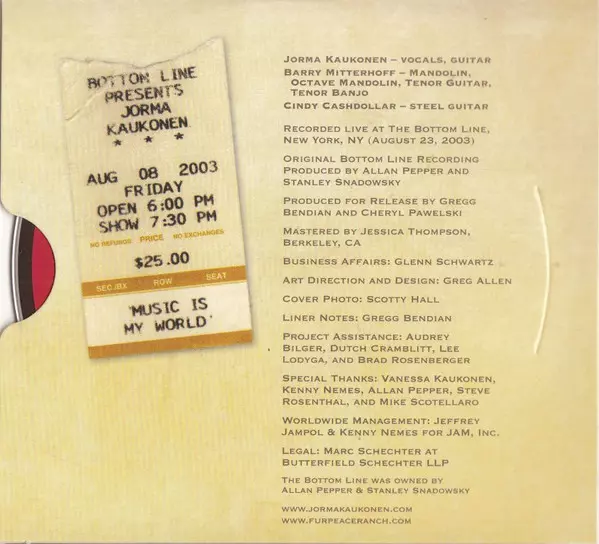 BOTTOM LINE
PRESENTS
JORMA
KAUKONEN
* * *
AUG 08 2003
FRIDAY
OPEN 6:00 PM
SHOW 7:30 PM
NO REFUNDS PRICE NO EXCHANGES
$25.00
SEC/BX ROW SEAT
'MUSIC IS
MY WORLD'
Jorma Kaukonen – vocals, guitar
Barry Mitterhoff – Mandolin,
Octave Mandolin, Tenor Guitar,
Tenor Banjo
Cindy Cashdollar – steel guitar
Recorded live at The Bottom Line,
New York, NY (August 23, 2003)
Original Bottom Line Recording
Produced by Allan Pepper and
Stanley Snadowsky
Produced for Release by Gregg
Bendian and Cheryl Pawelski
Mastered by Jessica Thompson,
Berkeley, CA
Business Affairs: Glenn Schwartz
Art Direction and Design: Greg Allen
Cover Photo: Scotty Hall
Liner Notes: Gregg Bendian
Project Assistance: Audrey
Bilger, Dutch Cramblitt, Lee
Lodyga, and Brad Rosenberger
Special Thanks: Vanessa Kaukonen,
Kenny Nemes, Allan Pepper, Steve
Rosenthal, and Mike Scotellaro
Worldwide Management: Jeffrey
Jampol & Kenny Nemes for JAM, Inc.
Legal: Marc Schechter at
Butterfield Schechter LLP
The Bottom Line was owned by
Allan Pepper & Stanley Snadowsky
www.jormakaukonen.com
www.furpeaceranch.com